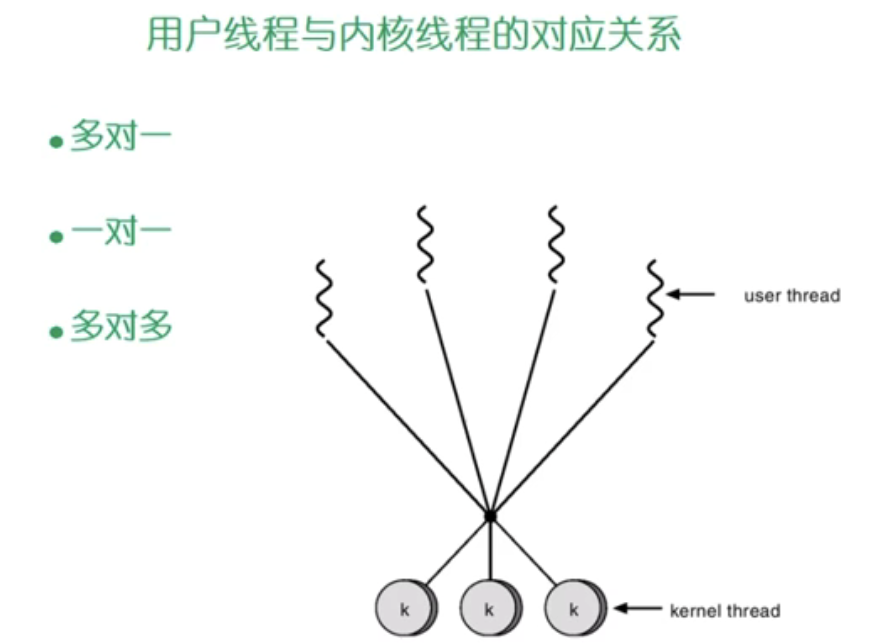 用户线程与内核线程的对应关系
•多对一
•一对一
•多对多
user thread
k k k
kernel thread